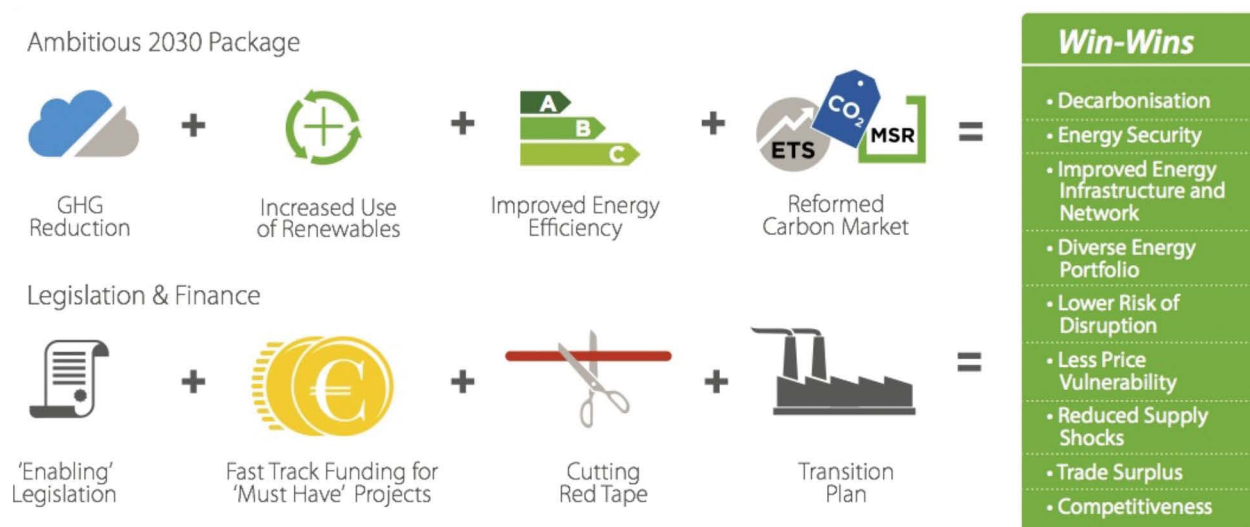 Ambitious 2030 Package
+
+
+
=
A
B
C
ETS
CO₂
MSR
GHG
Reduction
Increased Use
of Renewables
Improved Energy
Efficiency
Reformed
Carbon Market
Legislation & Finance
+
€
+
+
=
'Enabling'
Legislation
Fast Track Funding for
'Must Have' Projects
Cutting
Red Tape
Transition
Plan
Win-Wins
• Decarbonisation
• Energy Security
• Improved Energy
Infrastructure and
Network
• Diverse Energy
Portfolio
• Lower Risk of
Disruption
• Less Price
Vulnerability
• Reduced Supply
Shocks
• Trade Surplus
• Competitiveness